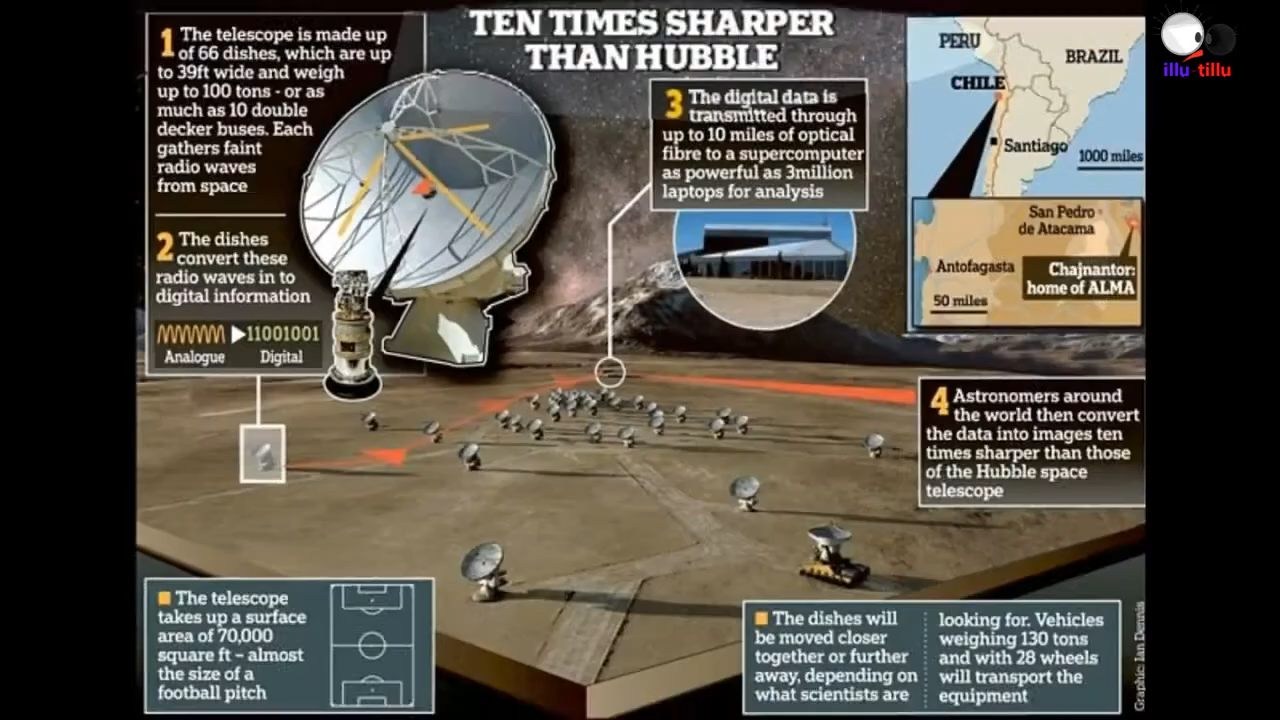 TEN TIMES SHARPER
THAN HUBBLE
1 The telescope is made up
of 66 dishes, which are up
to 39ft wide and weigh
up to 100 tons - or as
much as 10 double
decker buses. Each
gathers faint
radio waves
from space
2 The dishes
convert these
radio waves in to
digital information
11001001
Analogue Digital
3 The digital data is
transmitted through
up to 10 miles of optical
fibre to a supercomputer
as powerful as 3million
laptops for analysis
PERU
BRAZIL
CHILE
Santiago
1000 miles
San Pedro
de Atacama
Antofagasta
Chajnantor:
home of ALMA
50 miles
4 Astronomers around
the world then convert
the data into images ten
times sharper than those
of the Hubble space
telescope
The telescope
takes up a surface
area of 70,000
square ft – almost
the size of a
football pitch
The dishes will
be moved closer
together or further
away, depending on
what scientists are
looking for. Vehicles
weighing 130 tons
and with 28 wheels
will transport the
equipment
Graphic: Ian Dennis
illu tillu